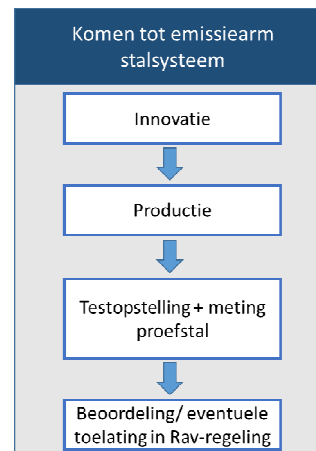 Komen tot emissiearm
stalsysteem
Innovatie
Productie
Testopstelling + meting
proefstal
Beoordeling/ eventuele
toelating in Rav-regeling